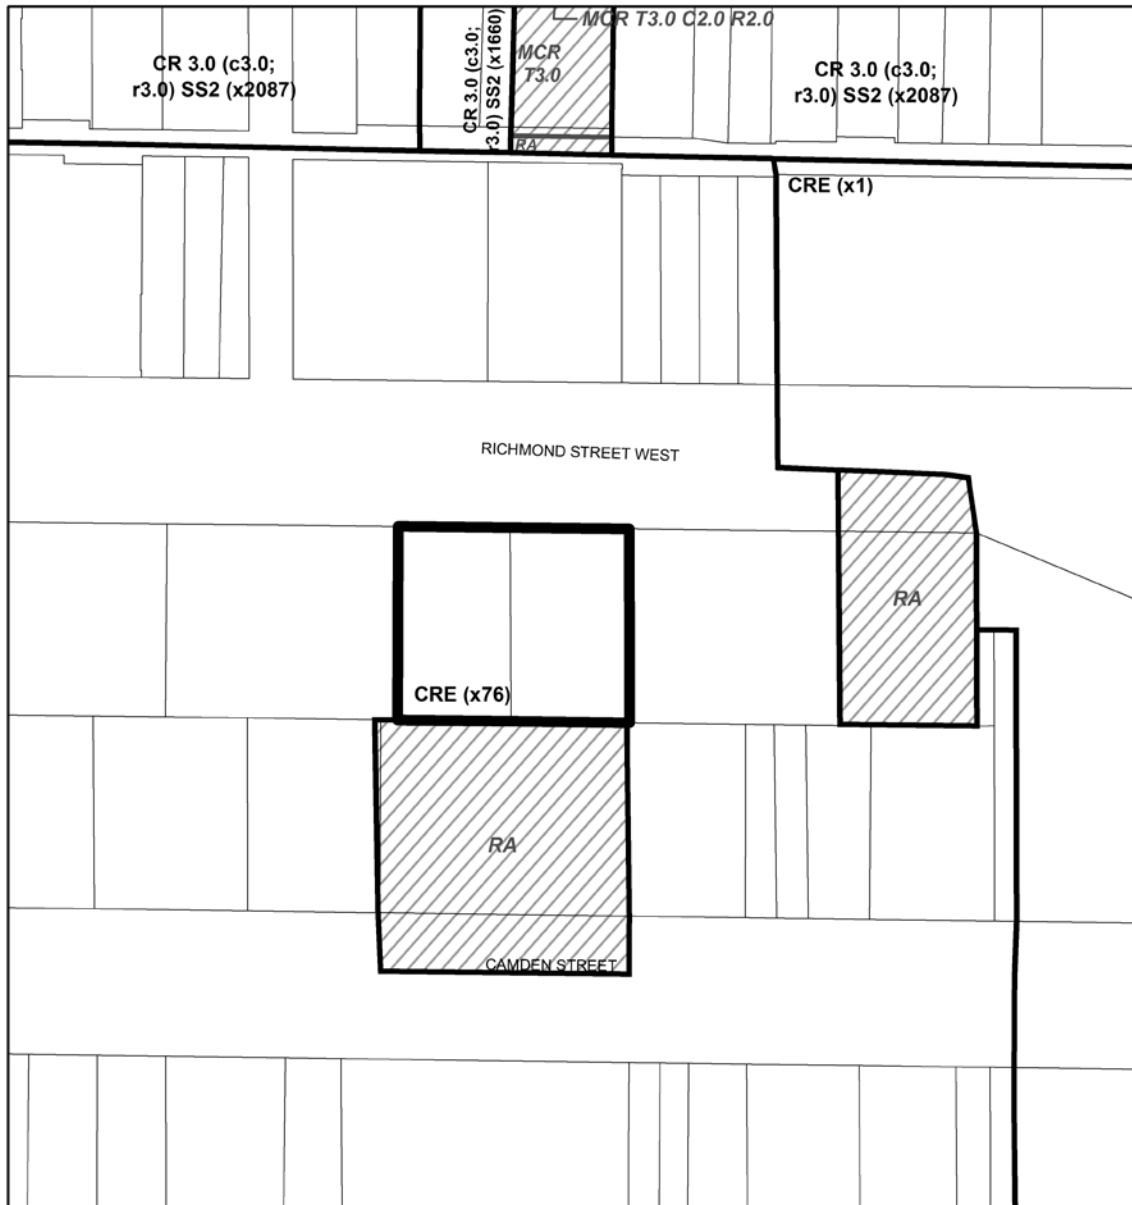 MCR T3.0 C2.0 R2.0
CR 3.0 (c3.0;
r3.0) SS2 (x2087)
CR 3.0 (c3.0;
r3.0) SS2 (x1660)
MCR
T3.0
RA
CR 3.0 (c3.0;
r3.0) SS2 (x2087)
CRE (x1)
RICHMOND STREET WEST
RA
CRE (x76)
RA
CAMDEN STREET